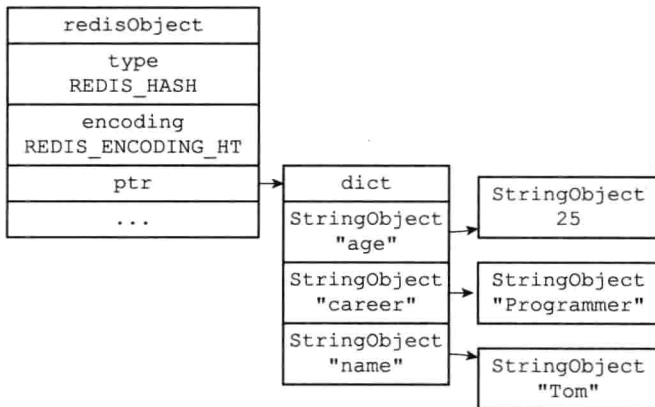 redisObject
type
REDIS_HASH
encoding
REDIS_ENCODING_HT
ptr
...
dict
StringObject
"age"
StringObject
"career"
StringObject
"name"
StringObject
25
StringObject
"Programmer"
StringObject
"Tom"